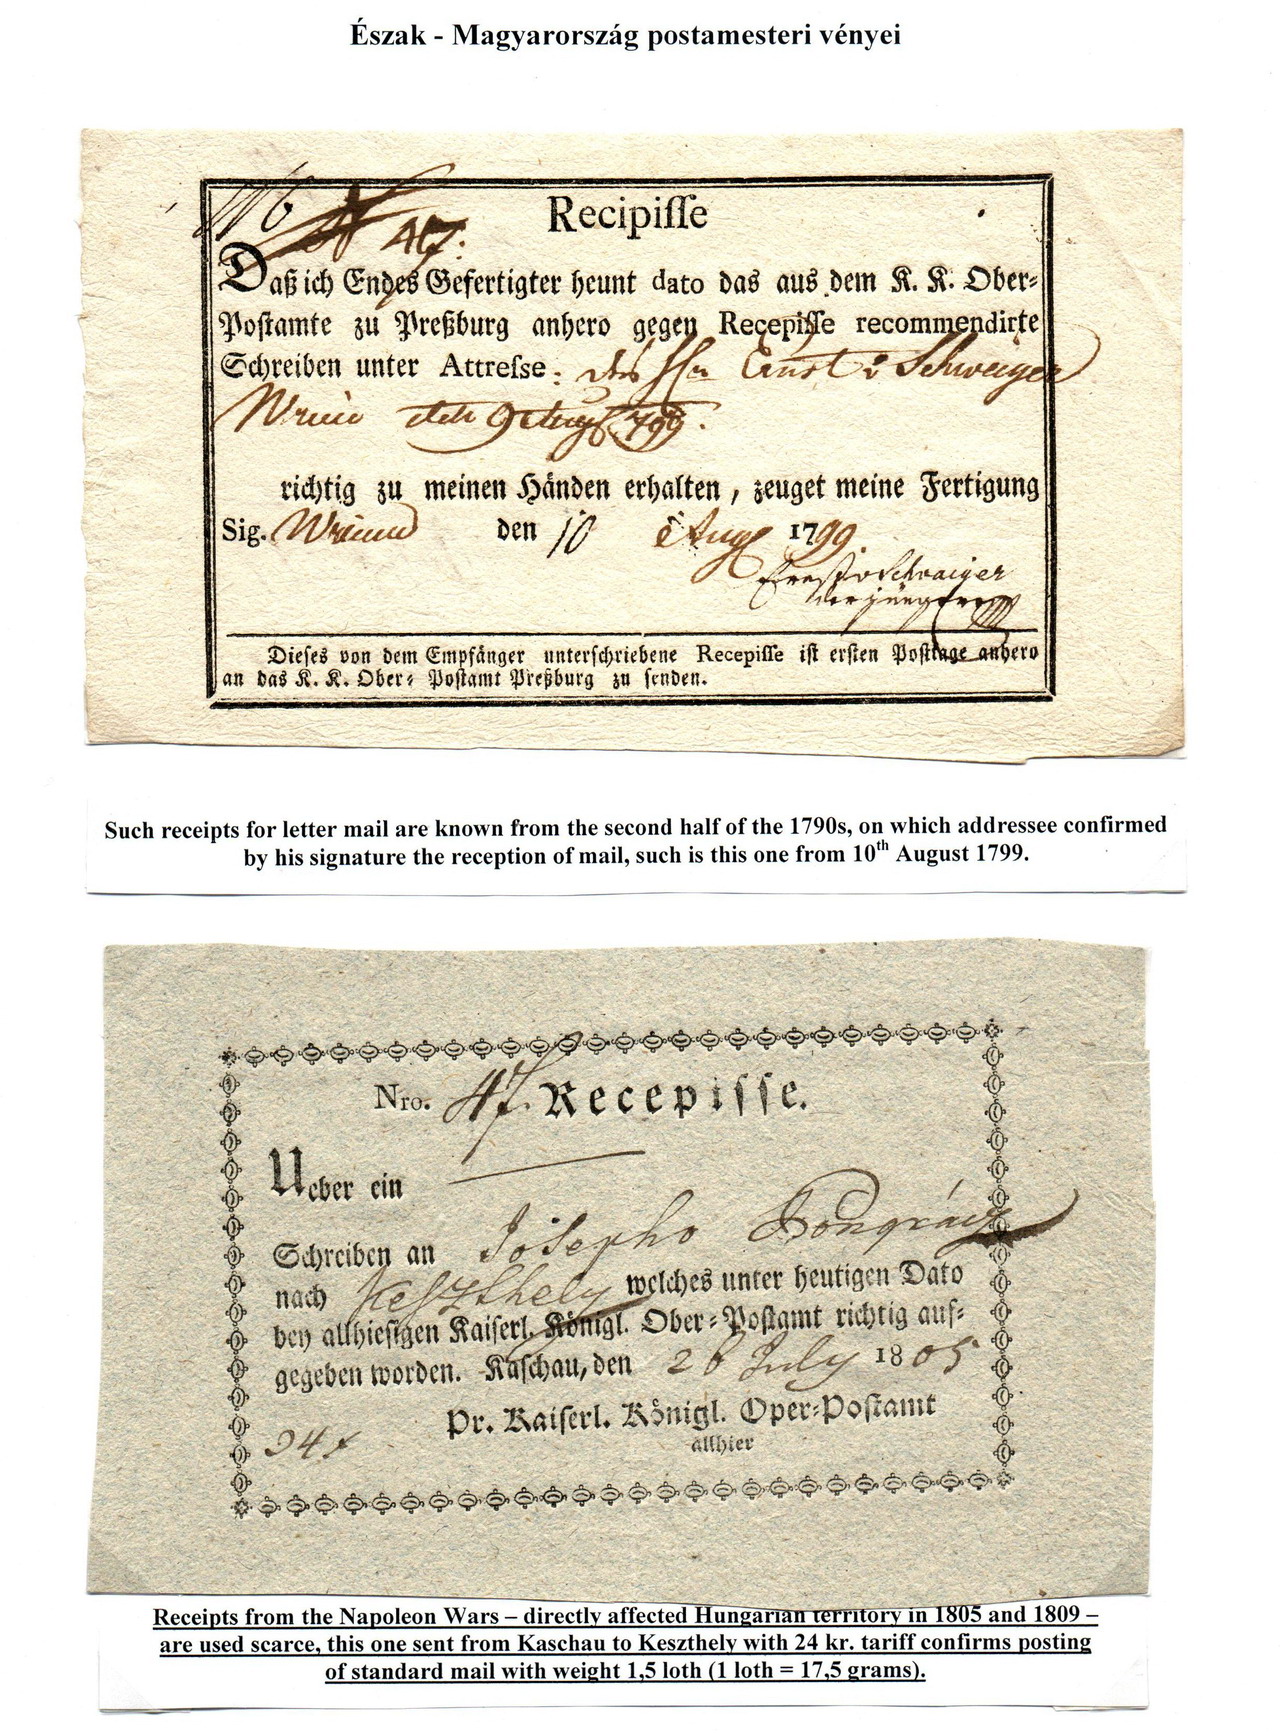 Észak - Magyarország postamesteri vényei
Recipiſſe
47.
Daß ich Endes Gefertigter heunt dato das aus dem K. K. Ober-
Poſtamte zu Preßburg anhero gegen Recepiſſe recommendirte
Schreiben unter Attreſse: Ernst v Schweiger
799.
richtig zu meinen Händen erhalten, zeuget meine Fertigung
Sig. den 10 Aug 1799.
Ernst v Schwaiger
Dieſes von dem Empfänger unterſchriebene Recepiſſe iſt erſten Poſttage anhero
an das K. K. Ober- Poſtamt Preßburg zu ſenden.
Such receipts for letter mail are known from the second half of the 1790s, on which addressee confirmed
by his signature the reception of mail, such is this one from 10th August 1799.
Nro. 47. Recepiſſe.
Ueber ein
Schreiben an Josepho Pongrácz
nach Keszthely welches unter heutigen Dato
bey allhieſigen Kaiſerl. Königl. Ober-Poſtamt richtig auf-
gegeben worden. Kaſchau, den 26 July 1805
Pr. Kaiſerl. Königl. Oper-Poſtamt
allhier
24 x
Receipts from the Napoleon Wars – directly affected Hungarian territory in 1805 and 1809 –
are used scarce, this one sent from Kaschau to Keszthely with 24 kr. tariff confirms posting
of standard mail with weight 1,5 loth (1 loth = 17,5 grams).